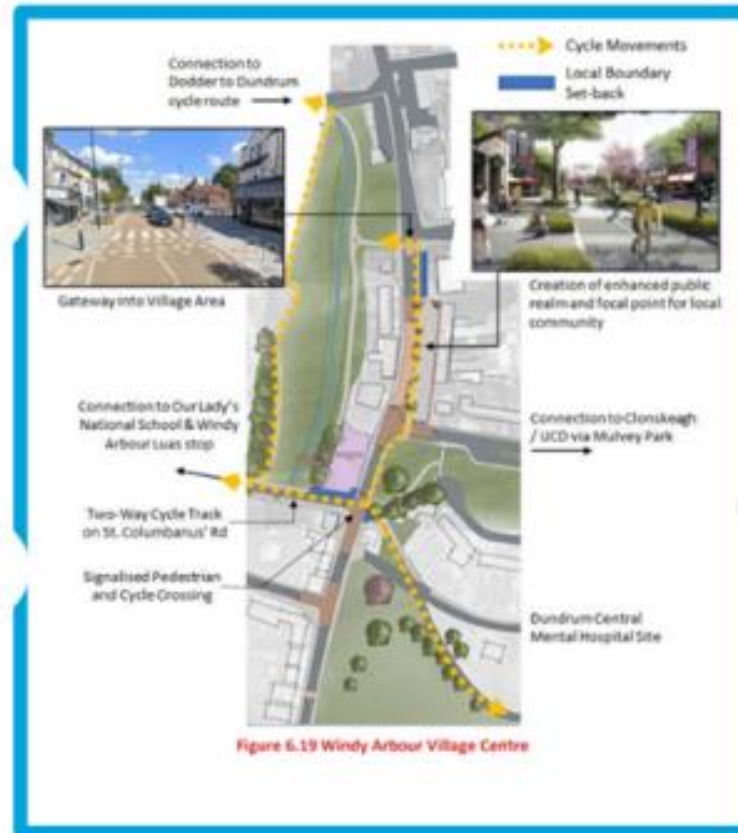 Connection to
Dodder to Dundrum
cycle route
Cycle Movements
Local Boundary
Set-back
Gateway into Village Area
Creation of enhanced public
realm and focal point for local
community
Connection to Our Lady's
National School & Windy
Arbour Luas stop
Connection to Clonskeagh
/ UCD via Mulvey Park
Two-Way Cycle Track
on St. Columbanus' Rd
Signalised Pedestrian
and Cycle Crossing
Dundrum Central
Mental Hospital Site
Figure 6.19 Windy Arbour Village Centre